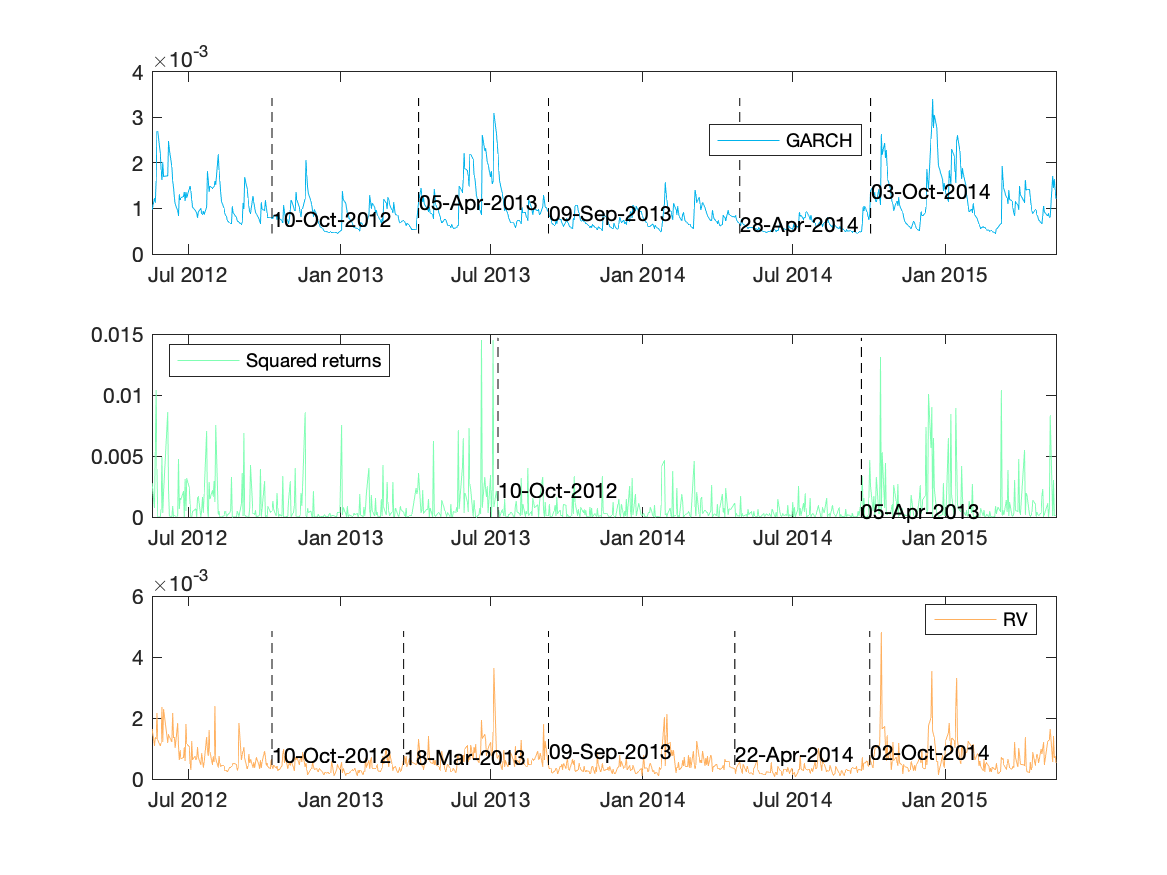 ×10-3
4
3
2
1
0
GARCH
10-Oct-2012
05-Apr-2013
09-Sep-2013
28-Apr-2014
03-Oct-2014
Jul 2012
Jan 2013
Jul 2013
Jan 2014
Jul 2014
Jan 2015
0.015
0.01
0.005
0
Squared returns
10-Oct-2012
05-Apr-2013
Jul 2012
Jan 2013
Jul 2013
Jan 2014
Jul 2014
Jan 2015
×10-3
6
4
2
0
RV
10-Oct-2012
18-Mar-2013
09-Sep-2013
22-Apr-2014
02-Oct-2014
Jul 2012
Jan 2013
Jul 2013
Jan 2014
Jul 2014
Jan 2015